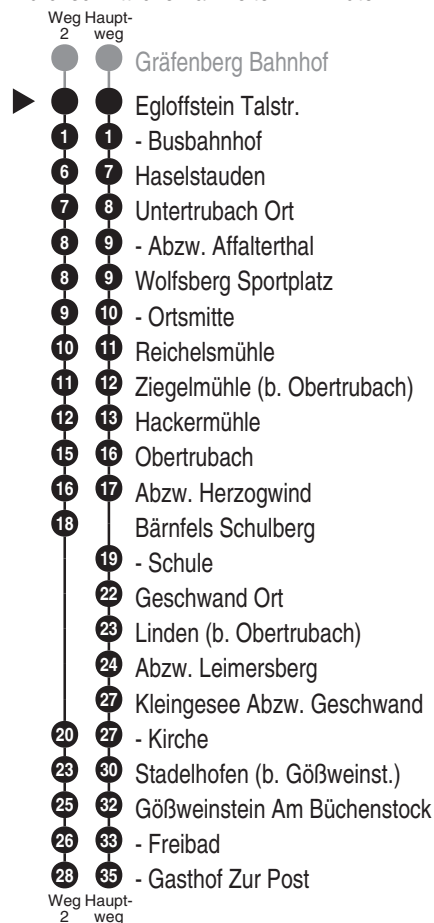 Weg Haupt-
2 weg
Gräfenberg Bahnhof
Egloffstein Talstr.
1 1 - Busbahnhof
6 7 Haselstauden
7 8 Untertrubach Ort
8 9 - Abzw. Affalterthal
8 9 Wolfsberg Sportplatz
9 10 - Ortsmitte
10 11 Reichelsmühle
11 12 Ziegelmühle (b. Obertrubach)
12 13 Hackermühle
15 16 Obertrubach
16 17 Abzw. Herzogwind
18 Bärnfels Schulberg
19 - Schule
22 Geschwand Ort
23 Linden (b. Obertrubach)
24 Abzw. Leimersberg
27 Kleingesee Abzw. Geschwand
20 27 - Kirche
23 30 Stadelhofen (b. Gößweinst.)
25 32 Gößweinstein Am Büchenstock
26 33 - Freibad
28 35 - Gasthof Zur Post
Weg Haupt-
2 weg